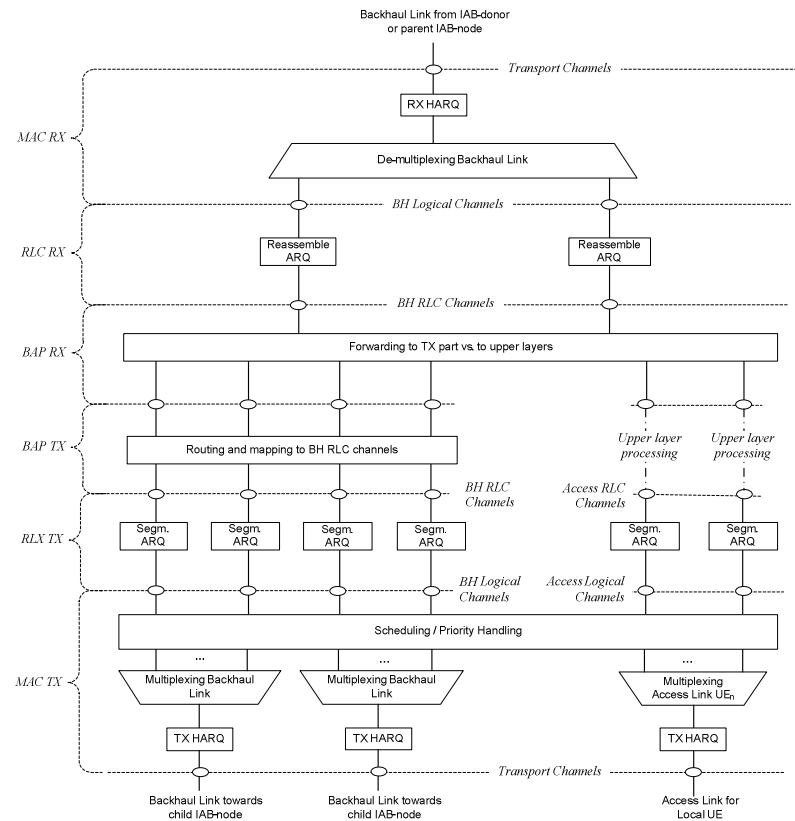 Backhaul Link from IAB-donor
or parent IAB-node
Transport Channels
RX HARQ
MAC RX
De-multiplexing Backhaul Link
BH Logical Channels
Reassemble
ARQ
Reassemble
ARQ
RLC RX
BH RLC Channels
Forwarding to TX part vs. to upper layers
BAP RX
BAP TX
Routing and mapping to BH RLC channels
Upper layer
processing
Upper layer
processing
BH RLC
Channels
Access RLC
Channels
RLX TX
Segm.
ARQ
Segm.
ARQ
Segm.
ARQ
Segm.
ARQ
Segm.
ARQ
Segm.
ARQ
BH Logical
Channels
Access Logical
Channels
Scheduling / Priority Handling
...
...
...
MAC TX
Multiplexing Backhaul
Link
Multiplexing Backhaul
Link
Multiplexing
Access Link UEn
TX HARQ
TX HARQ
TX HARQ
Transport Channels
Backhaul Link towards
child IAB-node
Backhaul Link towards
child IAB-node
Access Link for
Local UE